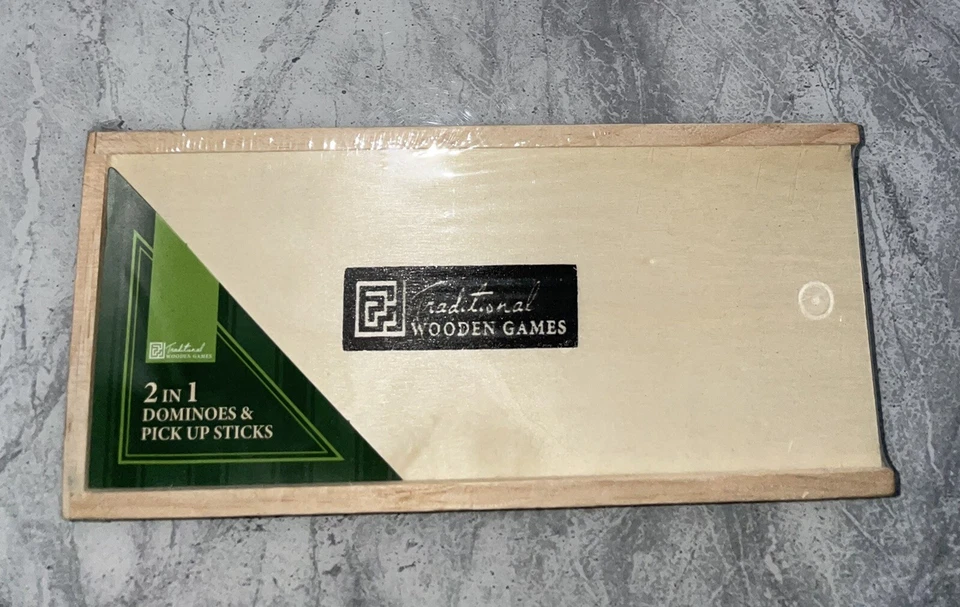 Traditional
WOODEN GAMES
Traditional
WOODEN GAMES
2 IN 1
DOMINOES &
PICK UP STICKS